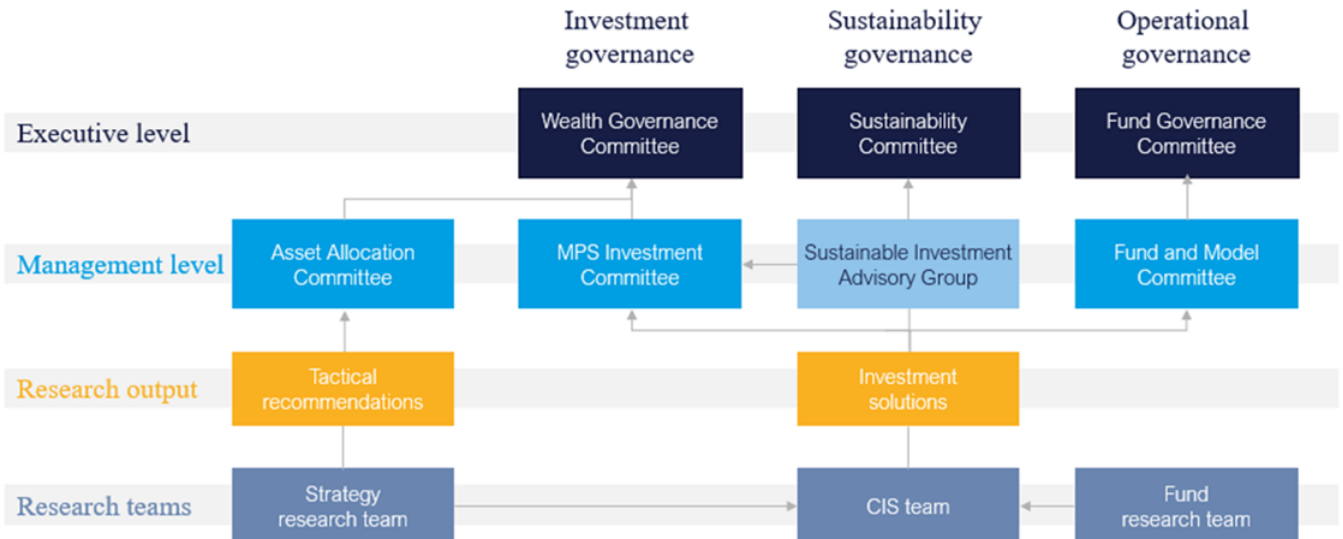 Investment
governance
Sustainability
governance
Operational
governance
Executive level
Wealth Governance
Committee
Sustainability
Committee
Fund Governance
Committee
Management level
Asset Allocation
Committee
MPS Investment
Committee
Sustainable Investment
Advisory Group
Fund and Model
Committee
Research output
Tactical
recommendations
Investment
solutions
Research teams
Strategy
research team
CIS team
Fund
research team